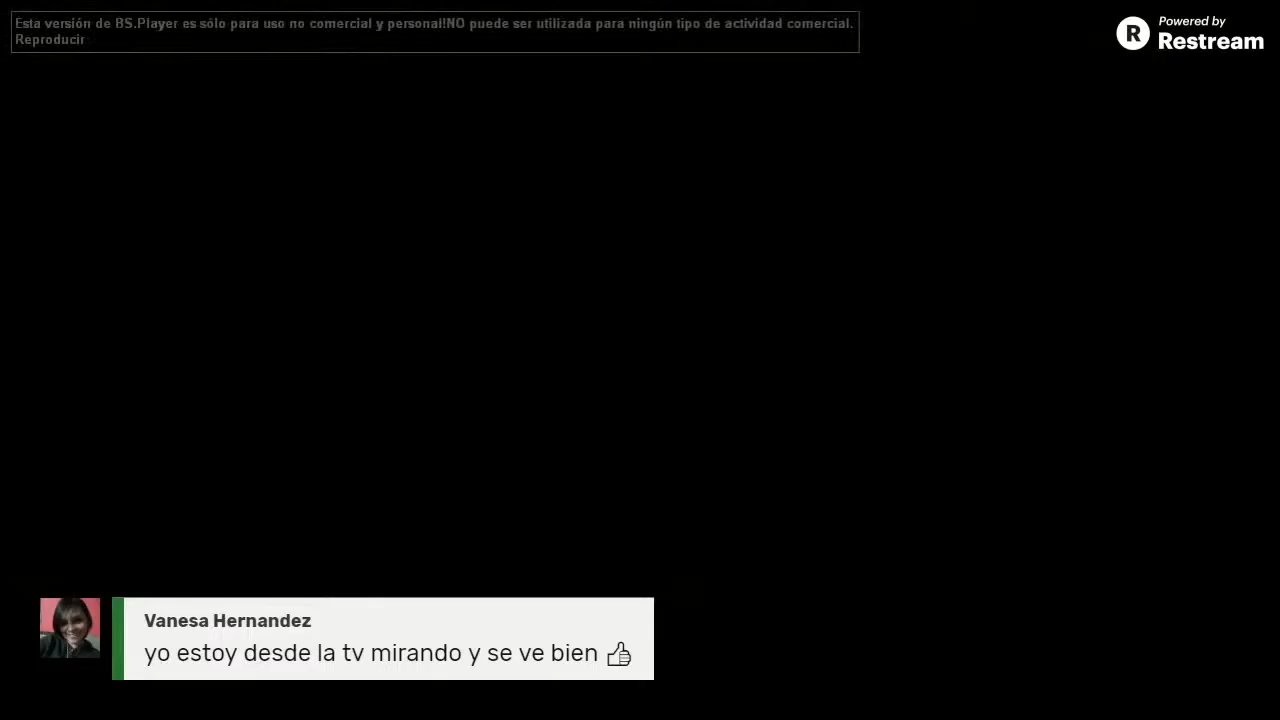 Esta versión de BS.Player es sólo para uso no comercial y personal!NO puede ser utilizada para ningún tipo de actividad comercial.
Reproducir
Powered by
R Restream
Vanesa Hernandez
yo estoy desde la tv mirando y se ve bien 👍